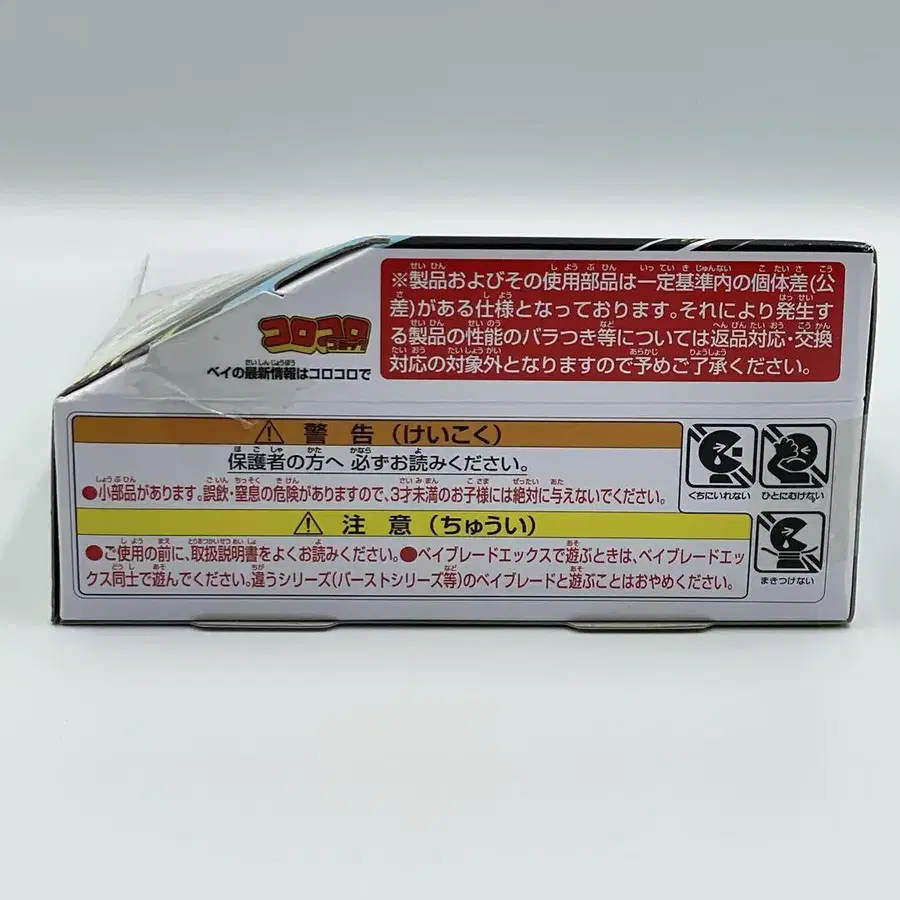 ※製品およびその使用部品は一定基準内の個体差(公
差)がある仕様となっております。それにより発生す
る製品の性能のバラつき等については返品対応・交換
対応の対象外となりますので予めご了承ください。
コロコロ
コミック
ベイの最新情報はコロコロで
警告(けいこく)
保護者の方へ 必ずお読みください。
●小部品があります。誤飲・窒息の危険がありますので、3才未満のお子様には絶対に与えないでください。
注意(ちゅうい)
●ご使用の前に、取扱説明書をよくお読みください。●ベイブレードエックスで遊ぶときは、ベイブレードエッ
クス同士で遊んでください。違うシリーズ(バーストシリーズ等)のベイブレードと遊ぶことはおやめください。
くちにいれない
ひとにむけない
まきつけない